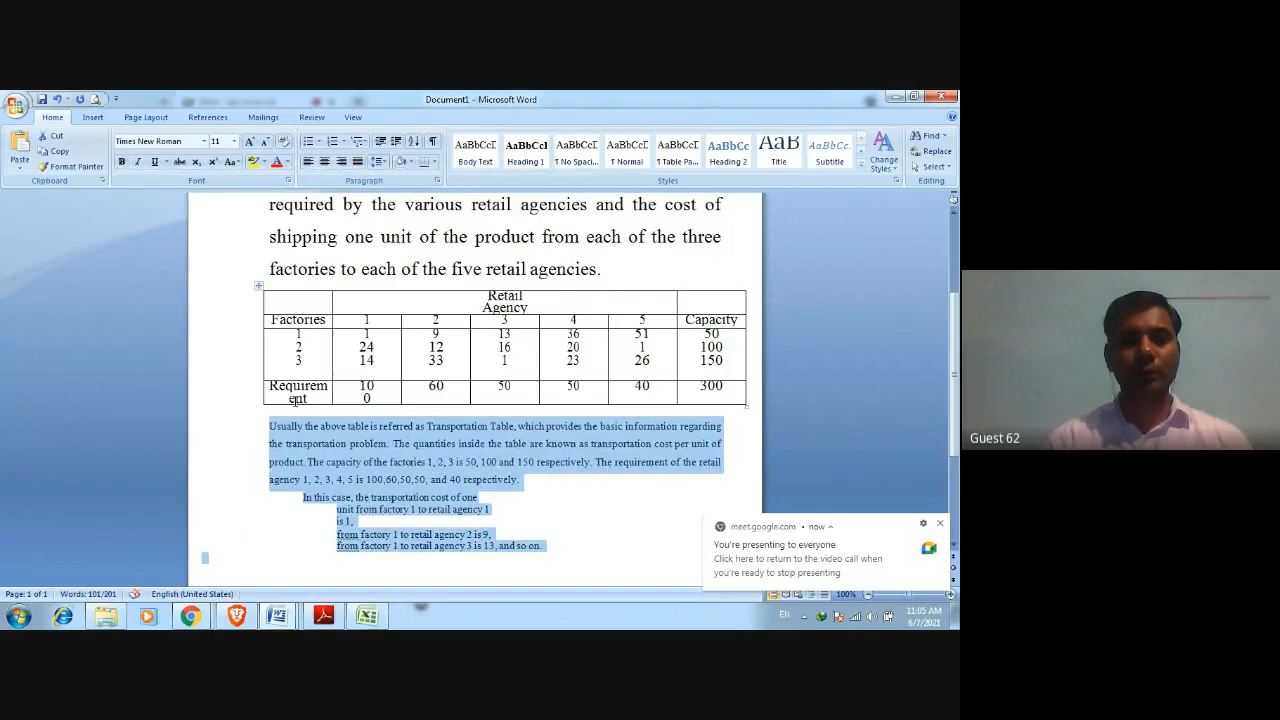 Document1 - Microsoft Word
Home Insert Page Layout References Mailings Review View
Paste
Cut
Copy
Format Painter
Clipboard
Times New Roman 11
Font
Paragraph
AaBbCcI AaBbCcI AaBbCcI AaBbCcI AaBbCcI AaBbCc AaB AaBbCc.
Body Text Heading 1 ¶ No Spaci... ¶ Normal ¶ Table Pa... Heading 2 Title Subtitle
Change Styles
Styles
Find
Replace
Select
Editing
required by the various retail agencies and the cost of
shipping one unit of the product from each of the three
factories to each of the five retail agencies.
Retail
Agency
Factories 1 2 3 4 5 Capacity
1 1 9 13 36 51 50
2 24 12 16 20 1 100
3 14 33 1 23 26 150
Requirem 10 60 50 50 40 300
ent 0
Usually the above table is referred as Transportation Table, which provides the basic information regarding
the transportation problem. The quantities inside the table are known as transportation cost per unit of
product. The capacity of the factories 1, 2, 3 is 50, 100 and 150 respectively. The requirement of the retail
agency 1, 2, 3, 4, 5 is 100,60,50,50, and 40 respectively.
In this case, the transportation cost of one
unit from factory 1 to retail agency 1
is 1,
from factory 1 to retail agency 2 is 9,
from factory 1 to retail agency 3 is 13, and so on.
meet.google.com • now
You're presenting to everyone
Click here to return to the video call when
you're ready to stop presenting
Guest 62
Page: 1 of 1 Words: 101/201 English (United States) 100%
EN
11:05 AM
6/7/2021